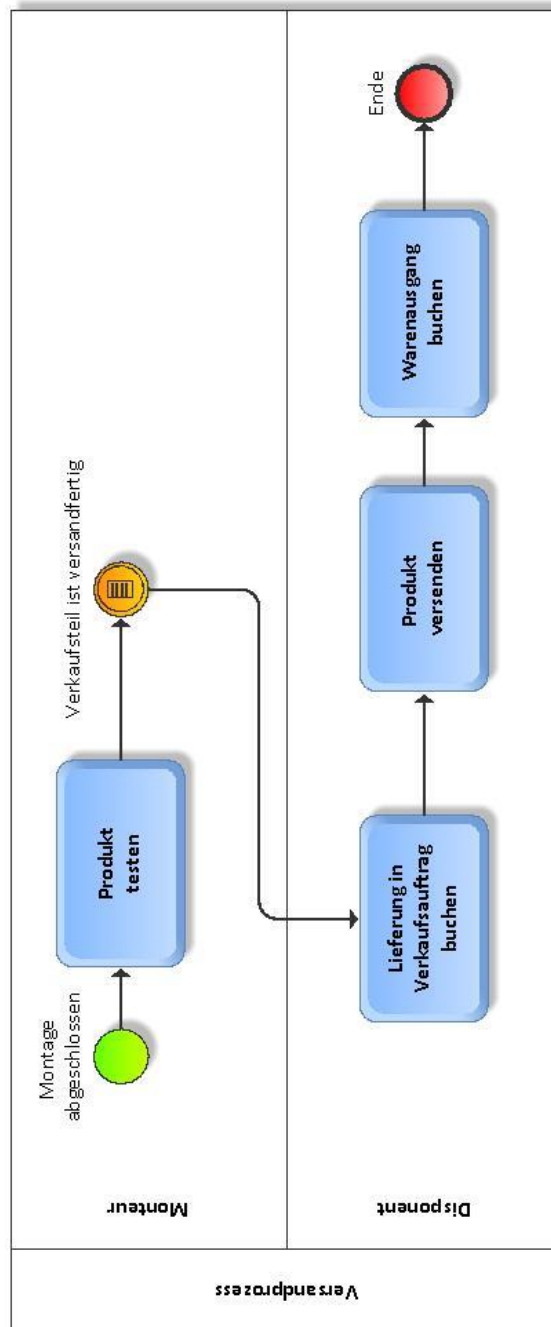 Versandprozess
Monteur
Montage
abgeschlossen
Produkt
testen
Verkaufsteil ist versandfertig
Disponent
Lieferung in
Verkaufsauftrag
buchen
Produkt
versenden
Warenausgang
buchen
Ende